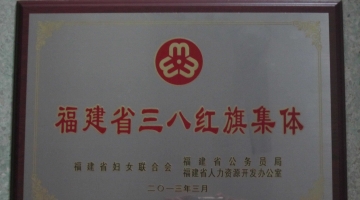 福建省三八红旗集体
福建省妇女联合会
福建省公务员局
福建省人力资源开发办公室
二〇一三年三月